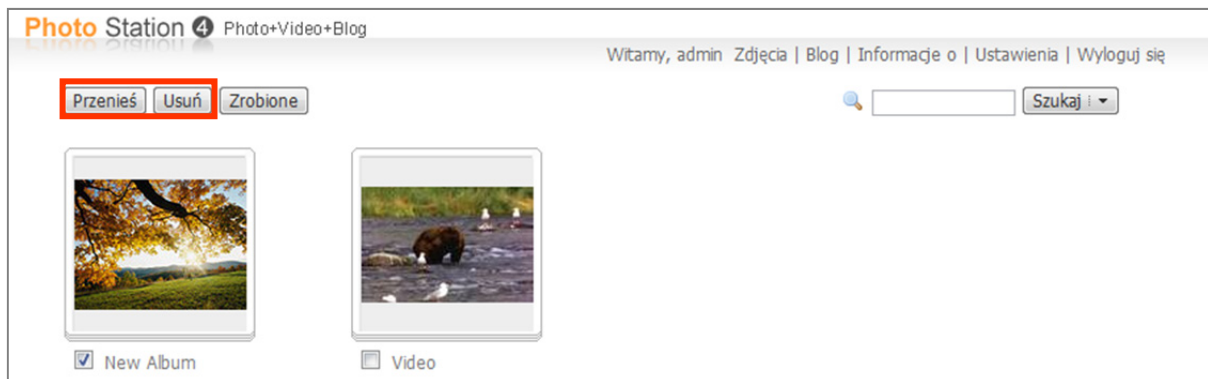 Photo Station 4 Photo+Video+Blog
Witamy, admin Zdjęcia | Blog | Informacje o | Ustawienia | Wyloguj się
Przenieś Usuń Zrobione Szukaj
New Album Video